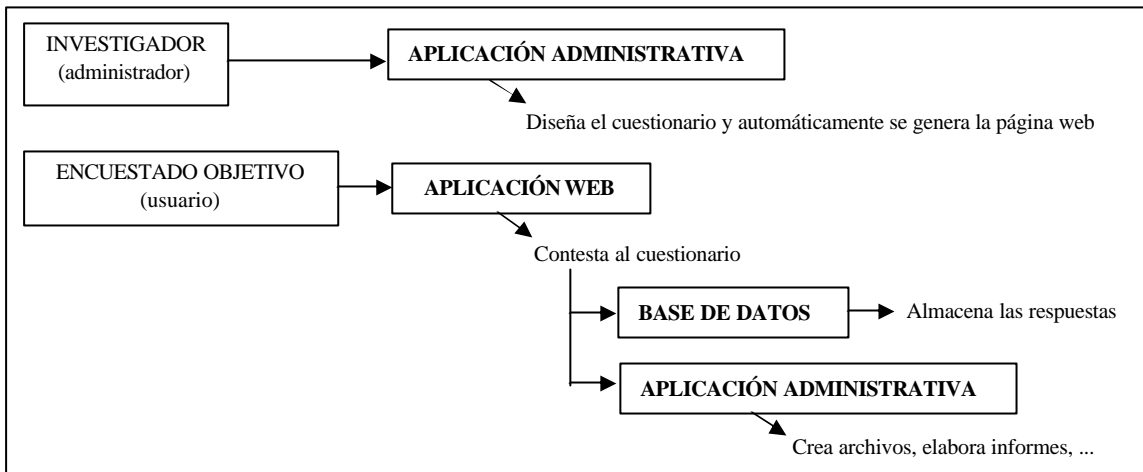 INVESTIGADOR
(administrador)
APLICACIÓN ADMINISTRATIVA
Diseña el cuestionario y automáticamente se genera la página web
ENCUESTADO OBJETIVO
(usuario)
APLICACIÓN WEB
Contesta al cuestionario
BASE DE DATOS
Almacena las respuestas
APLICACIÓN ADMINISTRATIVA
Crea archivos, elabora informes, ...